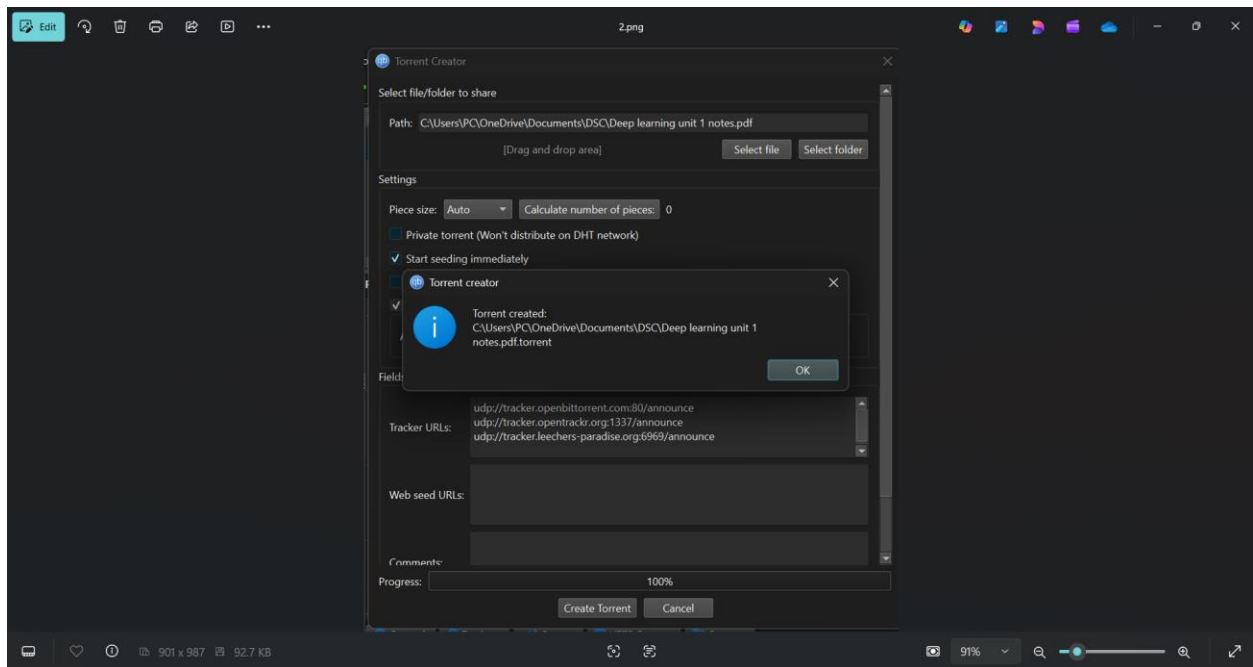 Edit
2.png
Torrent Creator
Select file/folder to share
Path: C:\Users\PC\OneDrive\Documents\DSC\Deep learning unit 1 notes.pdf
[Drag and drop area]
Select file
Select folder
Settings
Piece size: Auto
Calculate number of pieces: 0
Private torrent (Won't distribute on DHT network)
Start seeding immediately
Torrent creator
Torrent created:
C:\Users\PC\OneDrive\Documents\DSC\Deep learning unit 1
notes.pdf.torrent
OK
Field
udp://tracker.openbittorrent.com:80/announce
Tracker URLs:
udp://tracker.opentrackr.org:1337/announce
udp://tracker.leechers-paradise.org:6969/announce
Web seed URLs:
Comments:
Progress: 100%
Create Torrent
Cancel
901 x 987
92.7 KB
91%